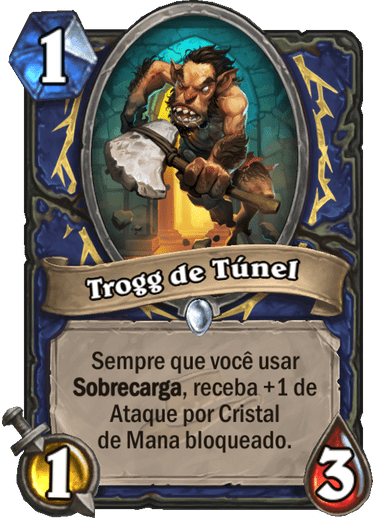 1
Trogg de Túnel
Sempre que você usar
Sobrecarga, receba +1 de
Ataque por Cristal
de Mana bloqueado.
1
3